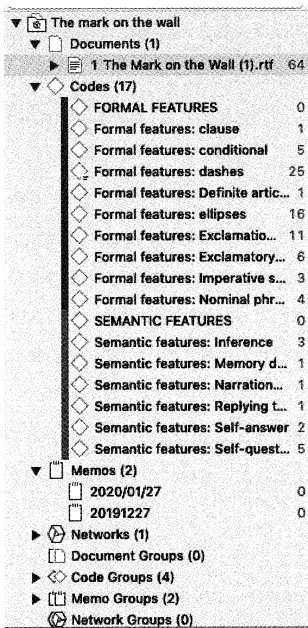 The mark on the wall
Documents (1)
1 The Mark on the Wall (1).rtf 64
Codes (17)
FORMAL FEATURES 0
Formal features: clause 1
Formal features: conditional 5
Formal features: dashes 25
Formal features: Definite artic... 1
Formal features: ellipses 16
Formal features: Exclamatio... 11
Formal features: Exclamatory... 6
Formal features: Imperative s... 3
Formal features: Nominal phr... 4
SEMANTIC FEATURES 0
Semantic features: Inference 3
Semantic features: Memory d... 1
Semantic features: Narration... 1
Semantic features: Replying t... 1
Semantic features: Self-answer 2
Semantic features: Self-quest... 5
Memos (2)
2020/01/27 0
20191227 0
Networks (1)
Document Groups (0)
Code Groups (4)
Memo Groups (2)
Network Groups (0)